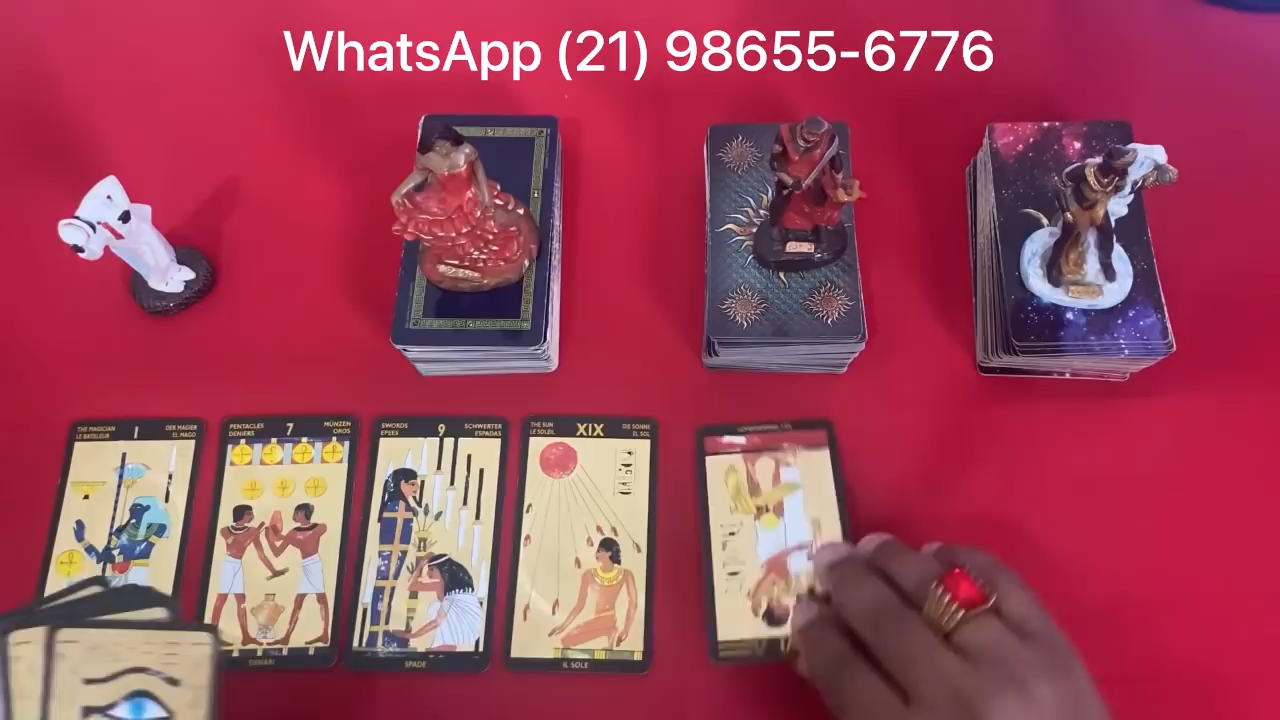 WhatsApp (21) 98655-6776
THE MAGICIAN I DER MAGIER
LE BATELEUR EL MAGO
PENTACLES 7 MÜNZEN
DENIERS OROS
SWORDS 9 SCHWERTER
EPEES ESPADAS
SPADE
THE SUN XIX DIE SONNE
LE SOLEIL EL SOL
IL SOLE